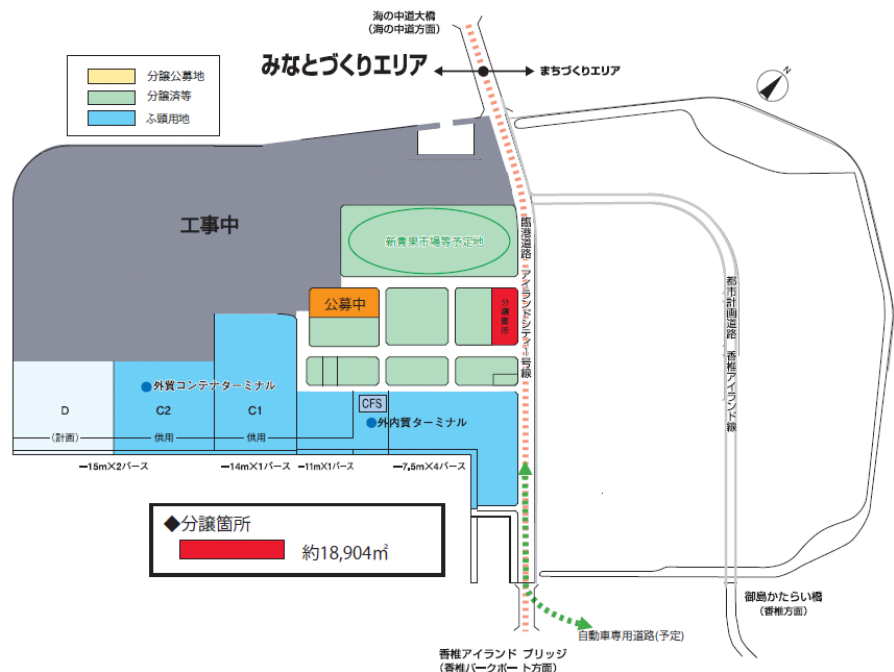 海の中道大橋
(海の中道方面)
みなとづくりエリア
まちづくりエリア
N
分譲公募地
分譲済等
ふ頭用地
工事中
新青果市場等予定地
臨港道路 アイランドシティ1号線
都市計画道路 香椎アイランド線
公募中
分譲箇所
外貿コンテナターミナル
D
C2
C1
CFS
外内貿ターミナル
(計画)
供用
供用
−15m×2バース
−14m×1バース
−11m×1バース
−7.5m×4バース
◆分譲箇所
約18,904㎡
御島かたらい橋
(香椎方面)
自動車専用道路(予定)
香椎アイランド ブリッジ
(香椎パークポート方面)